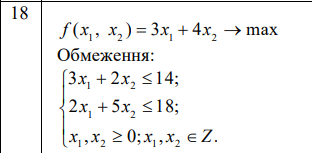 18
f(x₁, x₂) = 3x₁ + 4x₂ → max
Обмеження:
{3x₁ + 2x₂ ≤ 14;
2x₁ + 5x₂ ≤ 18;
x₁, x₂ ≥ 0; x₁, x₂ ∈ Z.